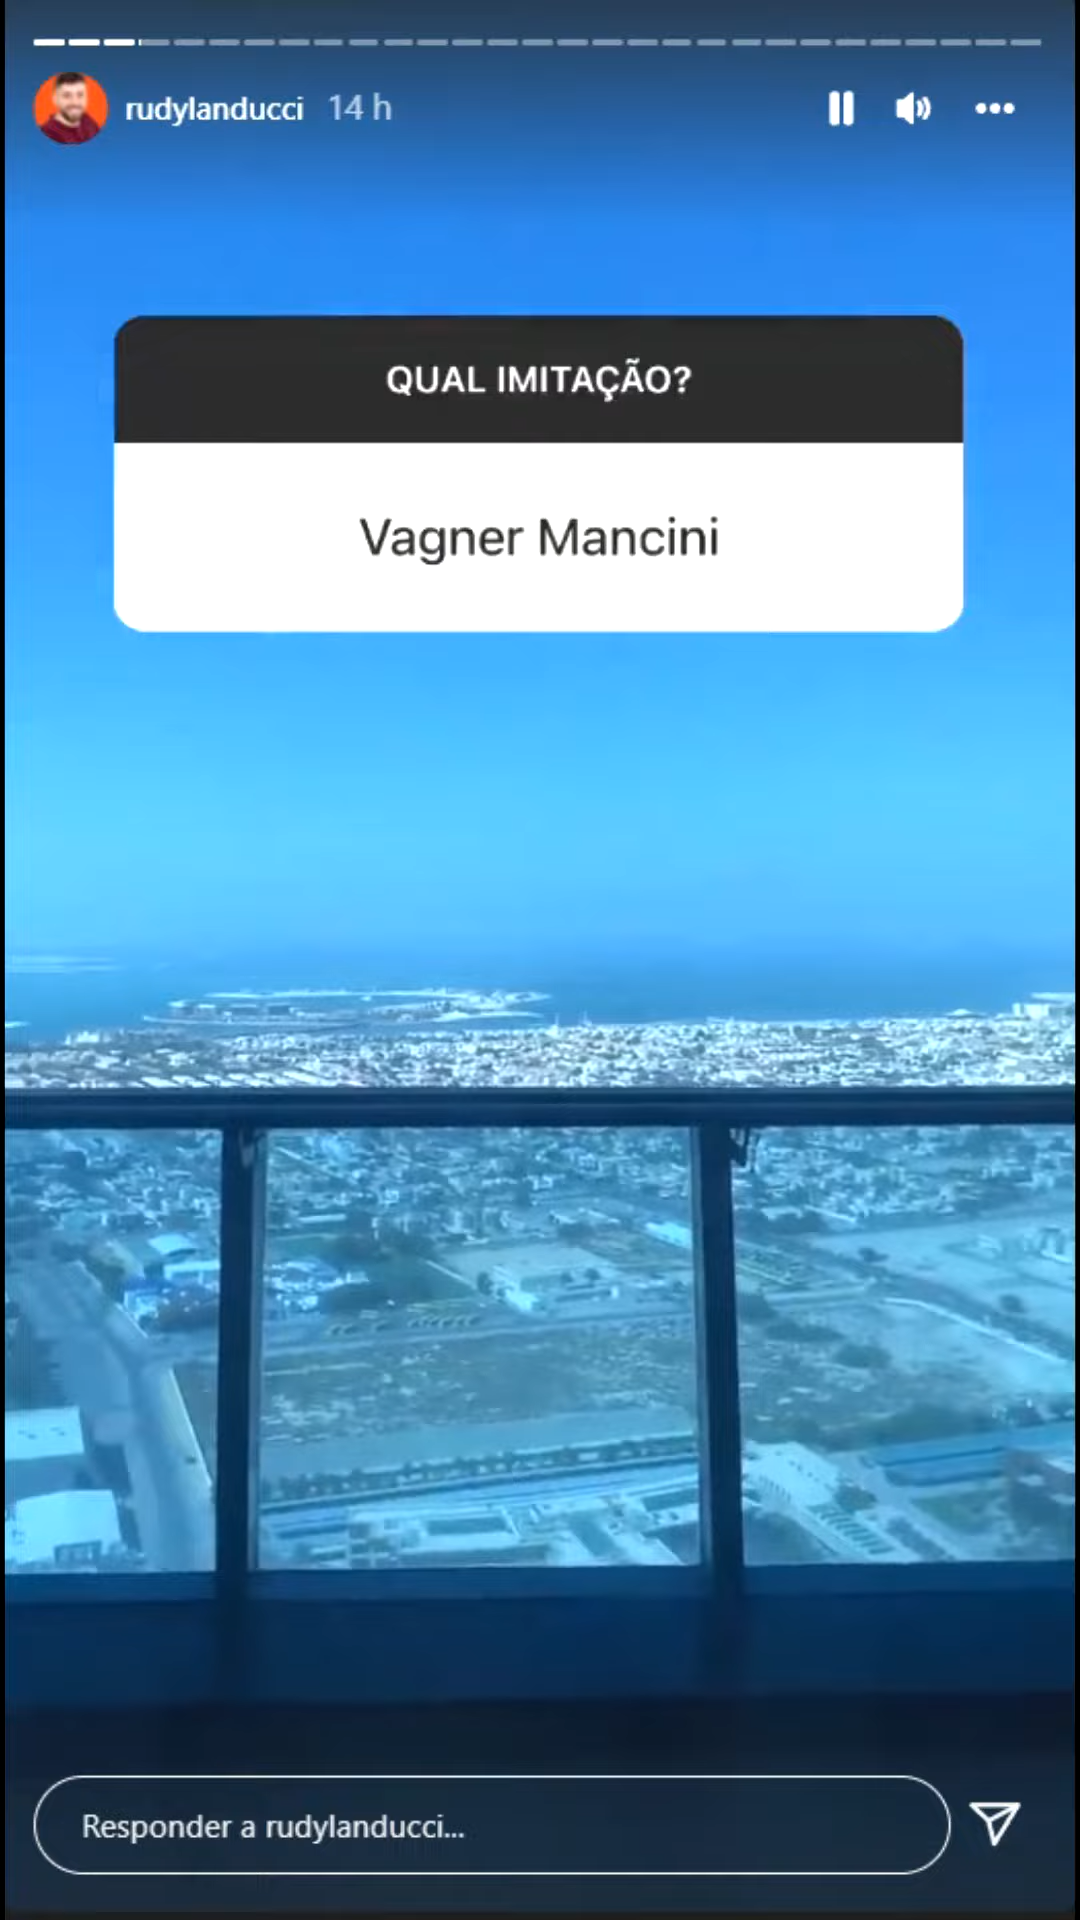 rudylanducci 14 h
QUAL IMITAÇÃO?
Vagner Mancini
Responder a rudylanducci...